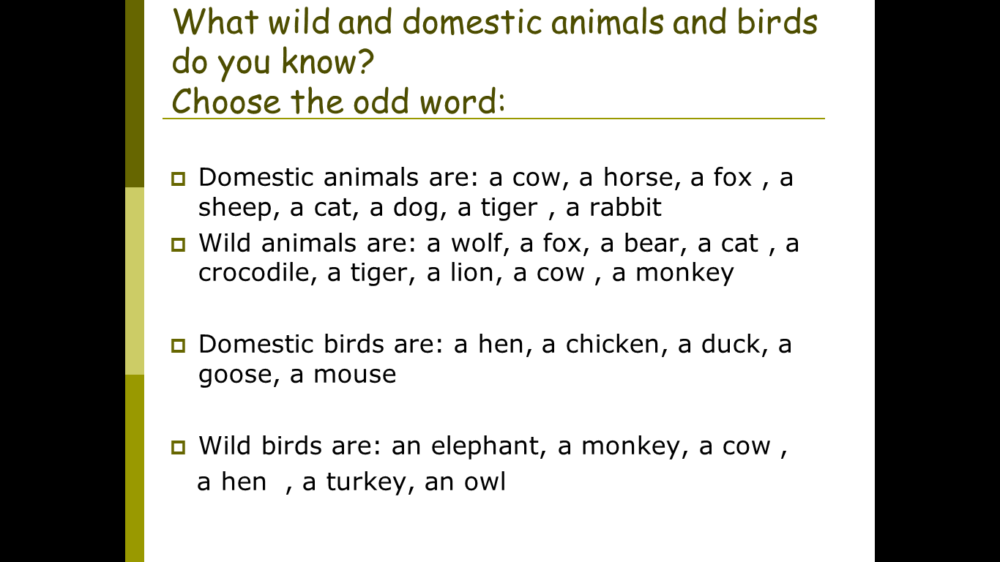 What wild and domestic animals and birds
do you know?
Choose the odd word:
Domestic animals are: a cow, a horse, a fox , a
sheep, a cat, a dog, a tiger , a rabbit
Wild animals are: a wolf, a fox, a bear, a cat , a
crocodile, a tiger, a lion, a cow , a monkey
Domestic birds are: a hen, a chicken, a duck, a
goose, a mouse
Wild birds are: an elephant, a monkey, a cow ,
a hen  , a turkey, an owl